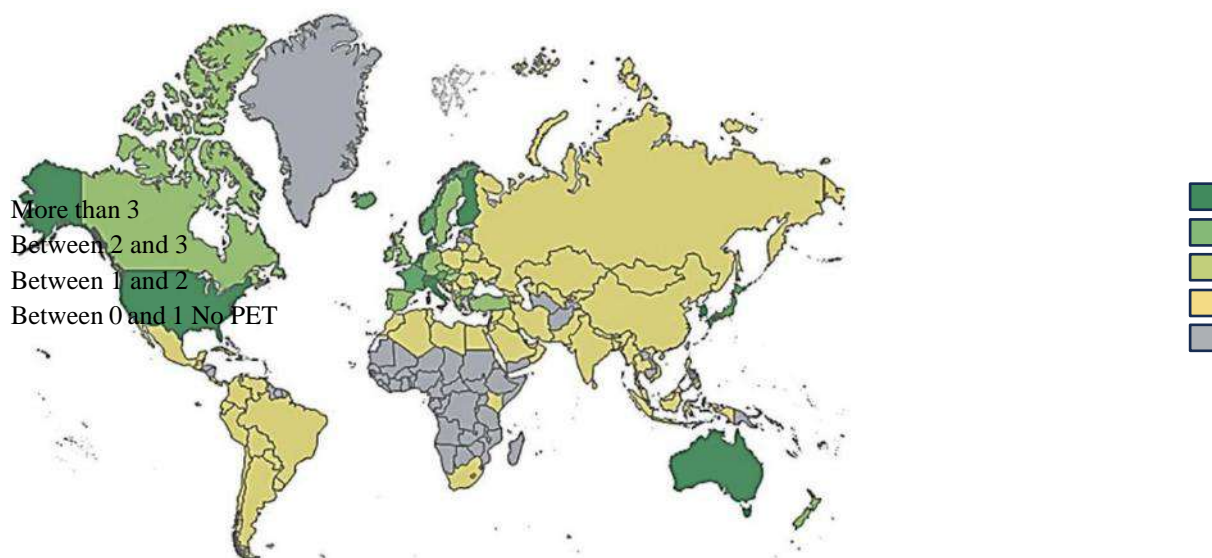 More than 3
Between 2 and 3
Between 1 and 2
Between 0 and 1 No PET